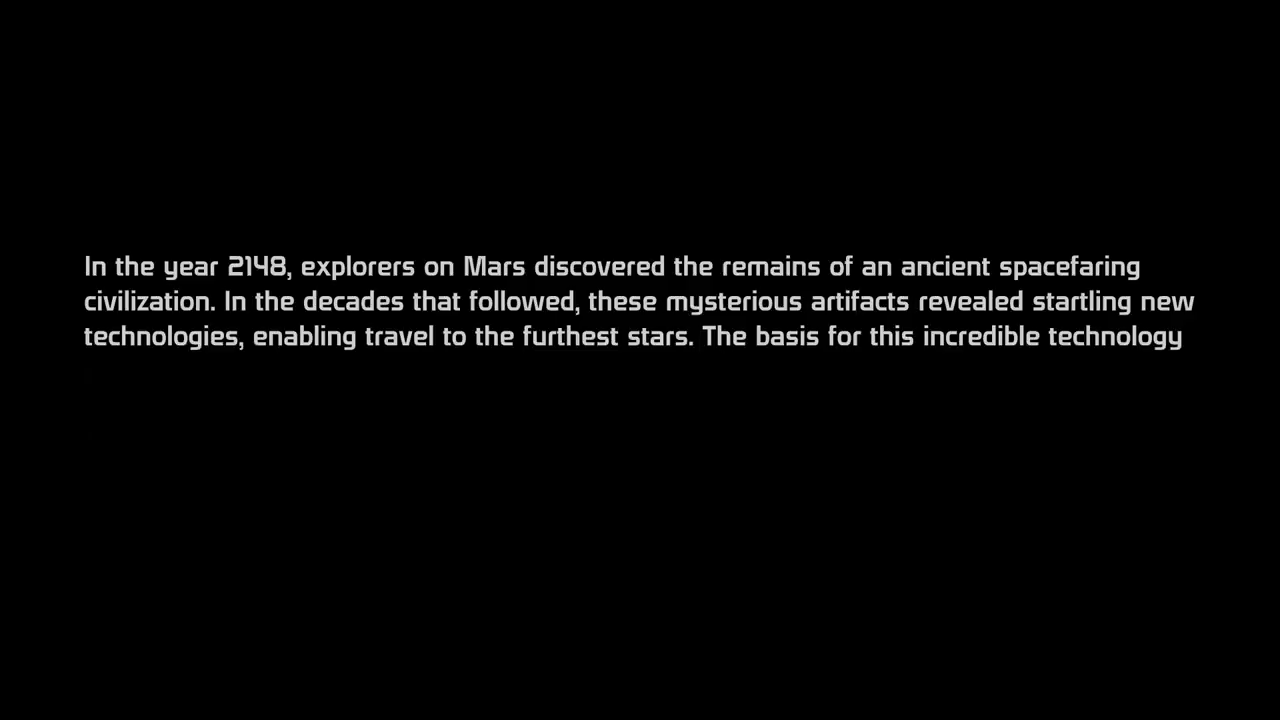 In the year 2148, explorers on Mars discovered the remains of an ancient spacefaring
civilization. In the decades that followed, these mysterious artifacts revealed startling new
technologies, enabling travel to the furthest stars. The basis for this incredible technology